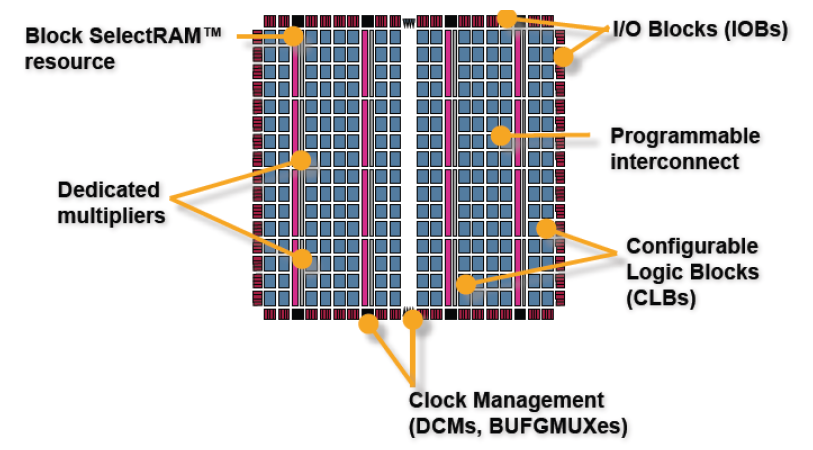 Block SelectRAM™
resource
I/O Blocks (IOBs)
Programmable
interconnect
Dedicated
multipliers
Configurable
Logic Blocks
(CLBs)
Clock Management
(DCMs, BUFGMUXes)